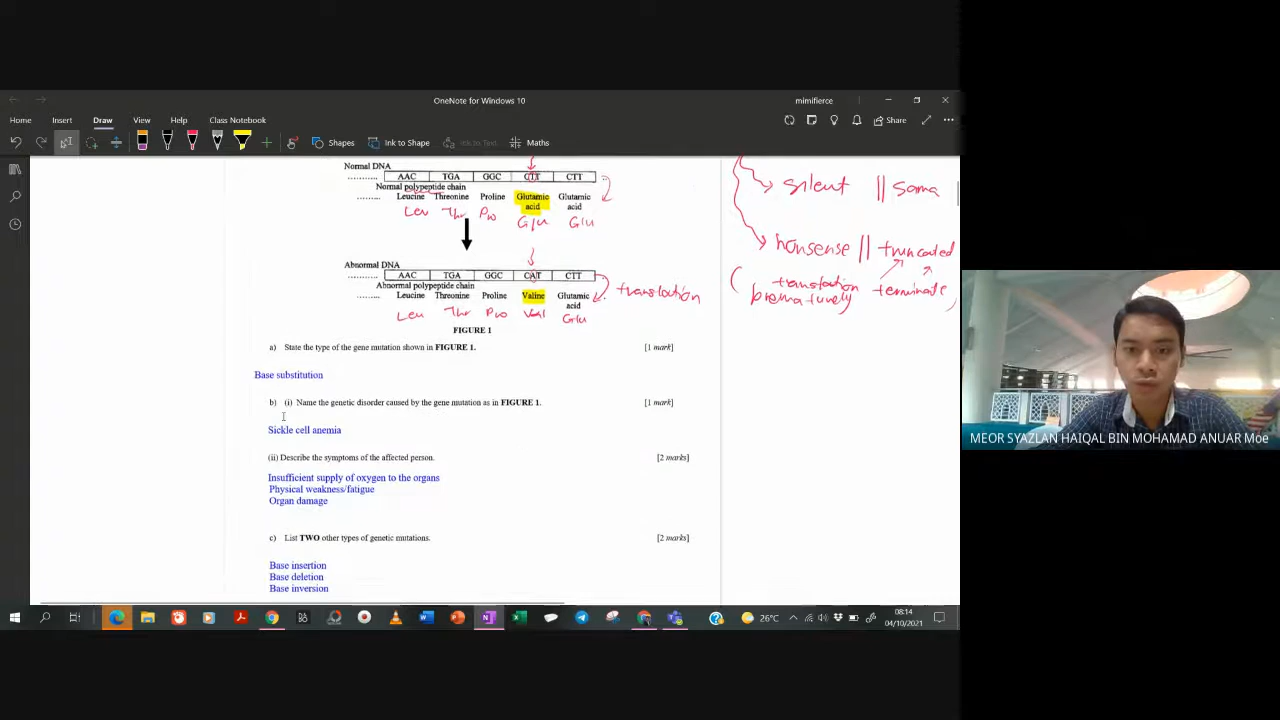 OneNote for Windows 10
mimifierce
Home Insert Draw View Help Class Notebook
Share
Shapes Ink to Shape Ink to Text Maths
Normal DNA
........... AAC TGA GGC CTT CTT
Normal polypeptide chain
......... Leucine Threonine Proline Glutamic acid Glutamic acid
Leu Thr Pro Glu Glu
Abnormal DNA
........... AAC TGA GGC CAT CTT
Abnormal polypeptide chain
......... Leucine Threonine Proline Valine Glutamic acid
Leu Thr Pro Val Glu
translation
FIGURE 1
silent || sama
nonsense || truncated
( translation terminate
prematurely )
a) State the type of the gene mutation shown in FIGURE 1. [1 mark]
Base substitution
b) (i) Name the genetic disorder caused by the gene mutation as in FIGURE 1. [1 mark]
Sickle cell anemia
(ii) Describe the symptoms of the affected person. [2 marks]
Insufficient supply of oxygen to the organs
Physical weakness/fatigue
Organ damage
c) List TWO other types of genetic mutations. [2 marks]
Base insertion
Base deletion
Base inversion
MEOR SYAZLAN HAIQAL BIN MOHAMAD ANUAR Moe
26°C
08:14
04/10/2021